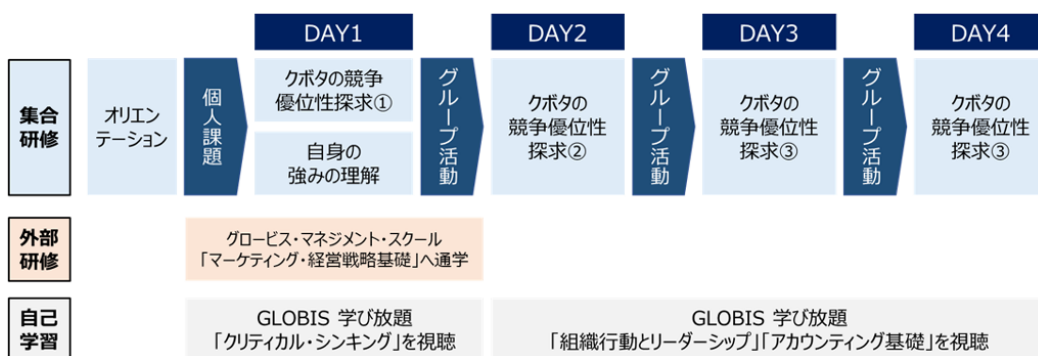 DAY1
DAY2
DAY3
DAY4
集合
研修
オリエン
テーション
個人課題
クボタの競争
優位性探求①
自身の
強みの理解
グループ活動
クボタの
競争優位性
探求②
グループ活動
クボタの
競争優位性
探求③
グループ活動
クボタの
競争優位性
探求③
外部
研修
グロービス・マネジメント・スクール
「マーケティング・経営戦略基礎」へ通学
自己
学習
GLOBIS 学び放題
「クリティカル・シンキング」を視聴
GLOBIS 学び放題
「組織行動とリーダーシップ」「アカウンティング基礎」を視聴